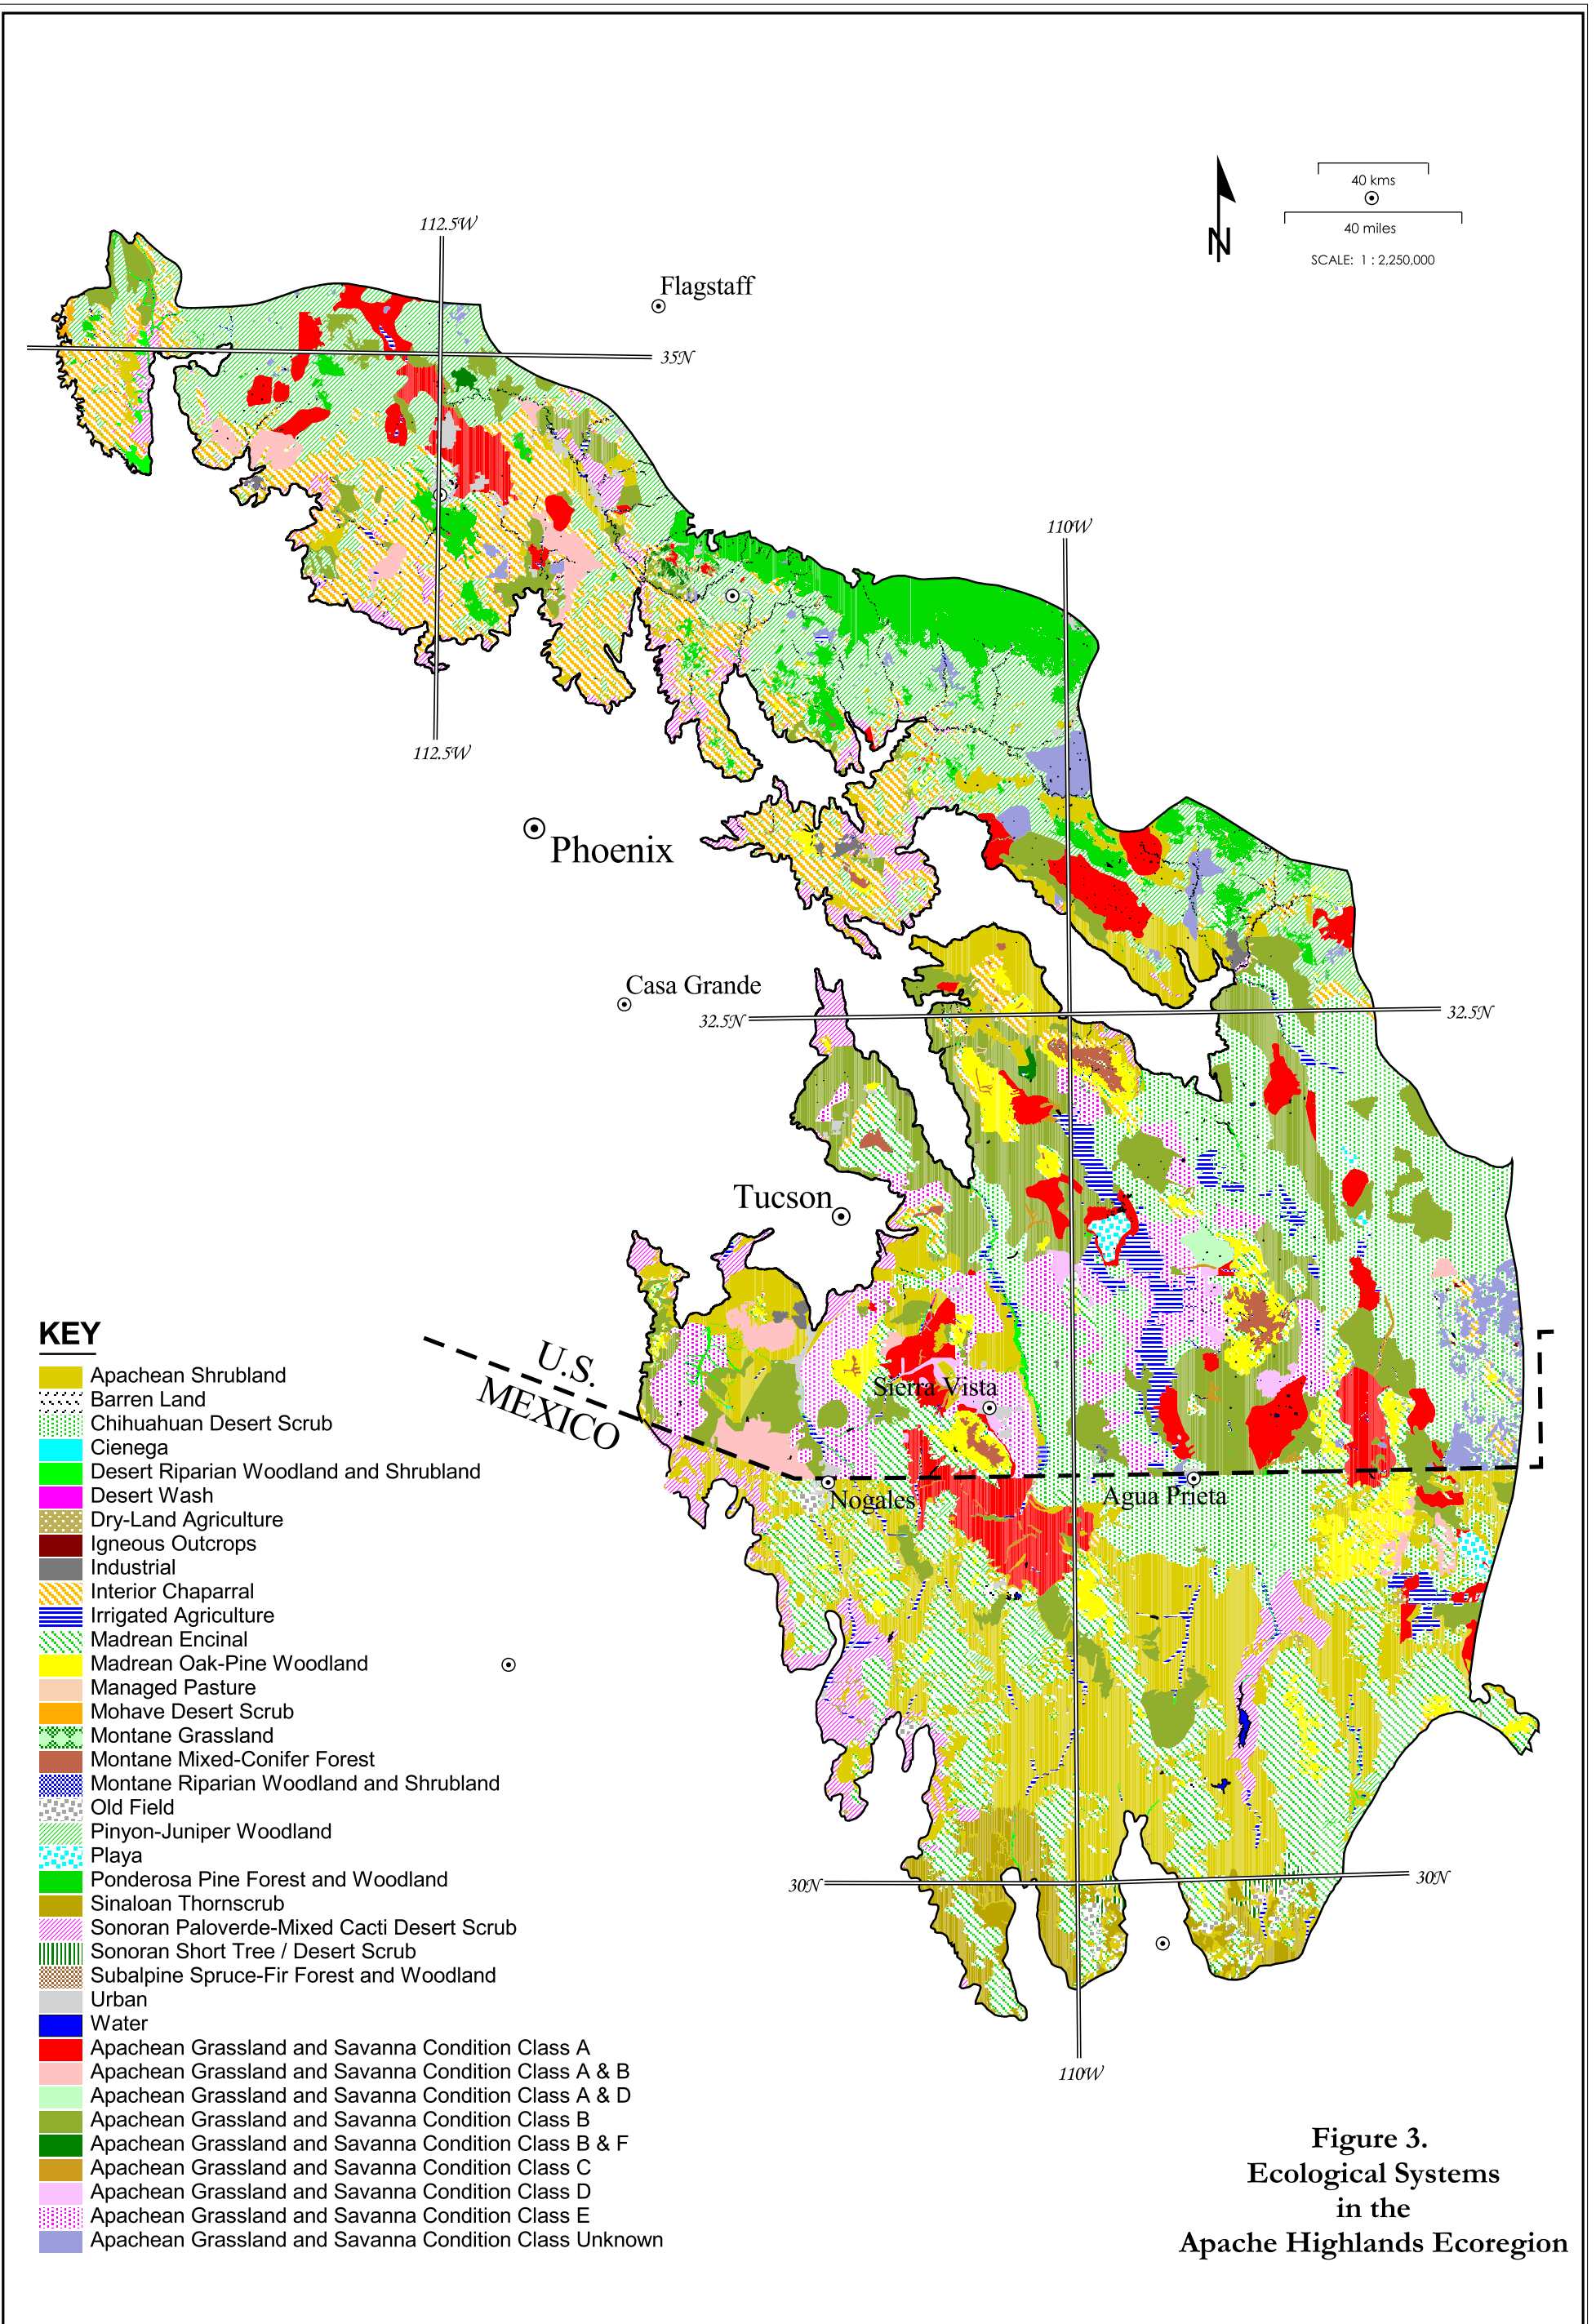 40 kms
40 miles
SCALE: 1 : 2,250,000
N
112.5W
Flagstaff
35N
110W
112.5W
Phoenix
Casa Grande
32.5N
32.5N
Tucson
U.S.
MEXICO
Sierra Vista
Nogales
Agua Prieta
30N
30N
110W
KEY
Apachean Shrubland
Barren Land
Chihuahuan Desert Scrub
Cienega
Desert Riparian Woodland and Shrubland
Desert Wash
Dry-Land Agriculture
Igneous Outcrops
Industrial
Interior Chaparral
Irrigated Agriculture
Madrean Encinal
Madrean Oak-Pine Woodland
Managed Pasture
Mohave Desert Scrub
Montane Grassland
Montane Mixed-Conifer Forest
Montane Riparian Woodland and Shrubland
Old Field
Pinyon-Juniper Woodland
Playa
Ponderosa Pine Forest and Woodland
Sinaloan Thornscrub
Sonoran Paloverde-Mixed Cacti Desert Scrub
Sonoran Short Tree / Desert Scrub
Subalpine Spruce-Fir Forest and Woodland
Urban
Water
Apachean Grassland and Savanna Condition Class A
Apachean Grassland and Savanna Condition Class A & B
Apachean Grassland and Savanna Condition Class A & D
Apachean Grassland and Savanna Condition Class B
Apachean Grassland and Savanna Condition Class B & F
Apachean Grassland and Savanna Condition Class C
Apachean Grassland and Savanna Condition Class D
Apachean Grassland and Savanna Condition Class E
Apachean Grassland and Savanna Condition Class Unknown
Figure 3.
Ecological Systems
in the
Apache Highlands Ecoregion